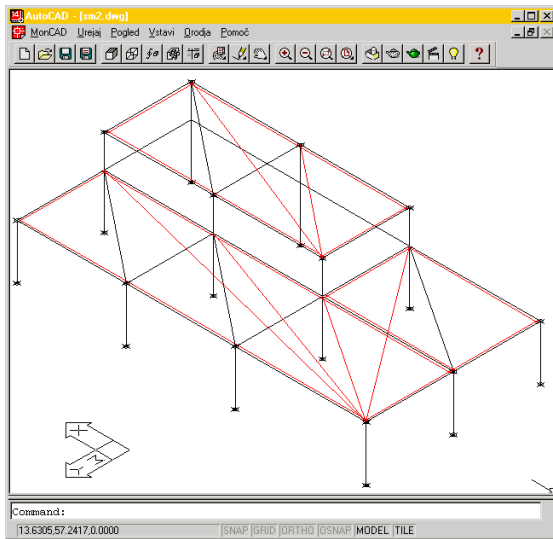 AutoCAD - [sm2.dwg]
MonCAD Urejaj Pogled Vstavi Orodja Pomoč
Y X M
Command:
13.6305,57.2417,0.0000 SNAP GRID ORTHO OSNAP MODEL TILE